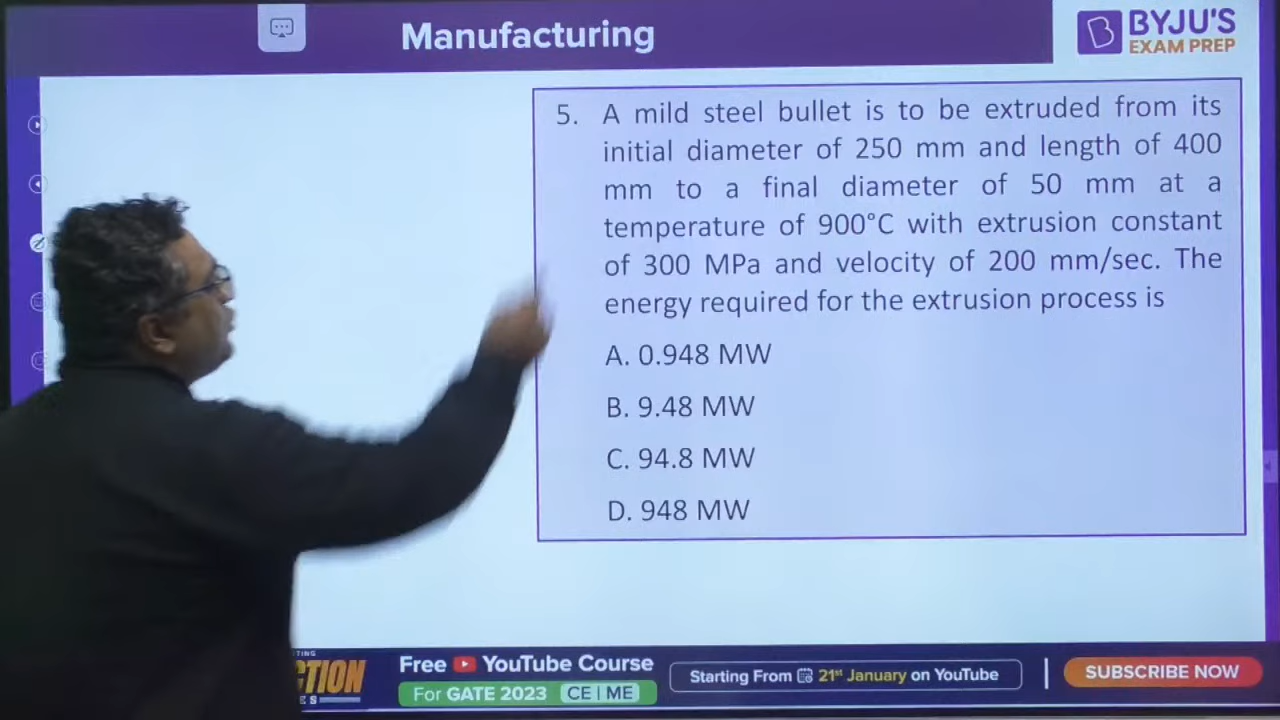 Manufacturing
BYJU'S
EXAM PREP
5. A mild steel bullet is to be extruded from its
initial diameter of 250 mm and length of 400
mm to a final diameter of 50 mm at a
temperature of 900°C with extrusion constant
of 300 MPa and velocity of 200 mm/sec. The
energy required for the extrusion process is
A. 0.948 MW
B. 9.48 MW
C. 94.8 MW
D. 948 MW
Free YouTube Course
For GATE 2023 CE | ME
Starting From 21st January on YouTube
SUBSCRIBE NOW